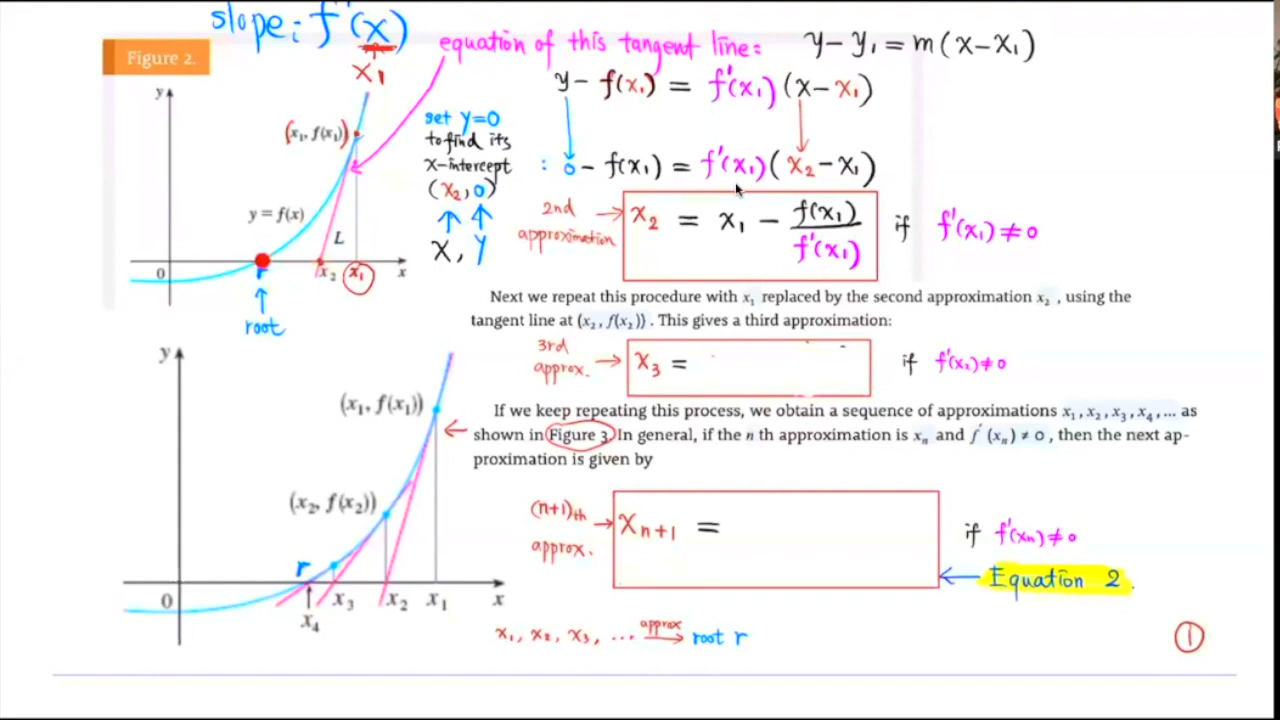 slope: f'(x)
x₁
Figure 2.
equation of this tangent line: y – y₁ = m(x – x₁)
y – f(x₁) = f'(x₁)(x – x₁)
set y=0
to find its
x-intercept
(x₂, 0)
x, y
: 0 – f(x₁) = f'(x₁)(x₂ – x₁)
2nd
approximation
x₂ = x₁ – f(x₁)/f'(x₁) if f'(x₁) ≠ 0
y
(x₁, f(x₁))
y = f(x)
L
0
r
x₂
x₁
x
root
Next we repeat this procedure with x₁ replaced by the second approximation x₂ , using the
tangent line at (x₂, f(x₂)) . This gives a third approximation:
3rd
approx.
x₃ = if f'(x₂) ≠ 0
If we keep repeating this process, we obtain a sequence of approximations x₁, x₂, x₃, x₄, ... as
shown in Figure 3. In general, if the n th approximation is xₙ and f'(xₙ) ≠ 0 , then the next ap-
proximation is given by
(n+1)th
approx.
xₙ₊₁ = if f'(xₙ) ≠ 0
Equation 2
y
(x₁, f(x₁))
(x₂, f(x₂))
r
0
x₄
x₃
x₂
x₁
x
x₁, x₂, x₃, ... approx → root r
1